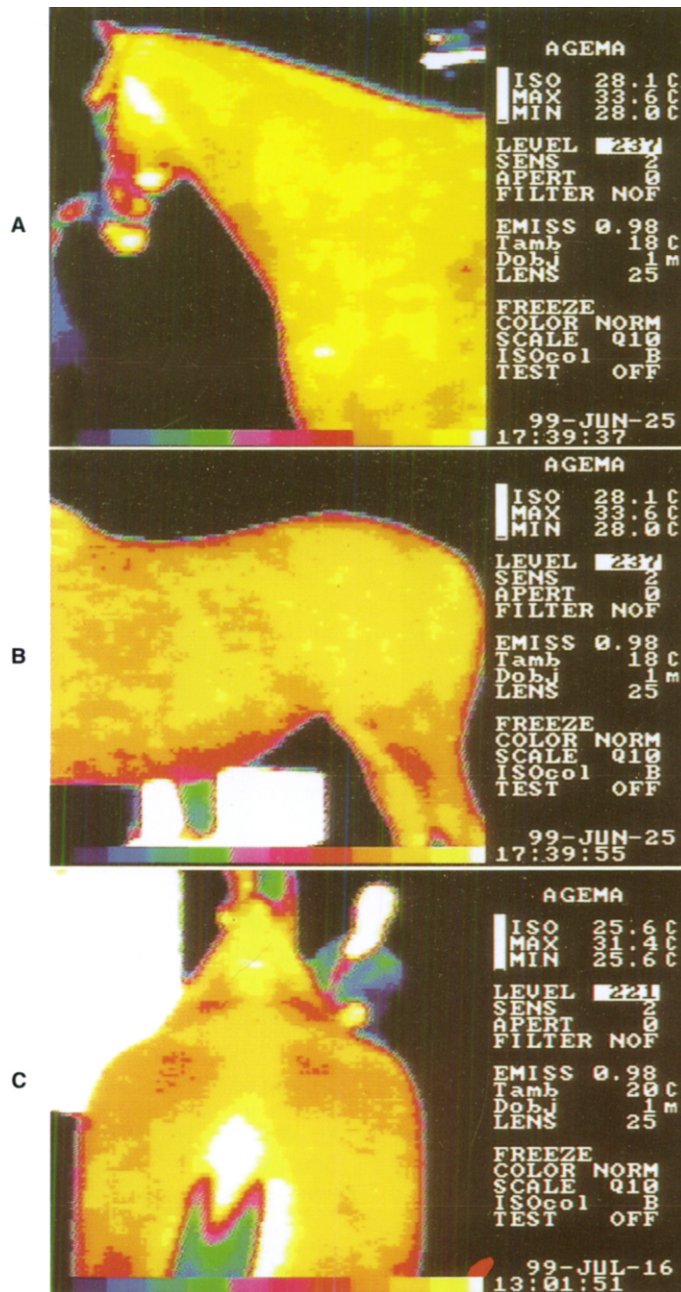 A
AGEMA
ISO 28.1 C
MAX 33.6 C
MIN 28.0 C
LEVEL 237
SENS 2
APERT 0
FILTER NOF
EMISS 0.98
Tamb 18 C
Dobj 1 m
LENS 25
FREEZE
COLOR NORM
SCALE Q10
ISOcol B
TEST OFF
99-JUN-25
17:39:37
B
AGEMA
ISO 28.1 C
MAX 33.6 C
MIN 28.0 C
LEVEL 237
SENS 2
APERT 0
FILTER NOF
EMISS 0.98
Tamb 18 C
Dobj 1 m
LENS 25
FREEZE
COLOR NORM
SCALE Q10
ISOcol B
TEST OFF
99-JUN-25
17:39:55
C
AGEMA
ISO 25.6 C
MAX 31.4 C
MIN 25.6 C
LEVEL 221
SENS 2
APERT 0
FILTER NOF
EMISS 0.98
Tamb 20 C
Dobj 1 m
LENS 25
FREEZE
COLOR NORM
SCALE Q10
ISOcol B
TEST OFF
99-JUL-16
13:01:51